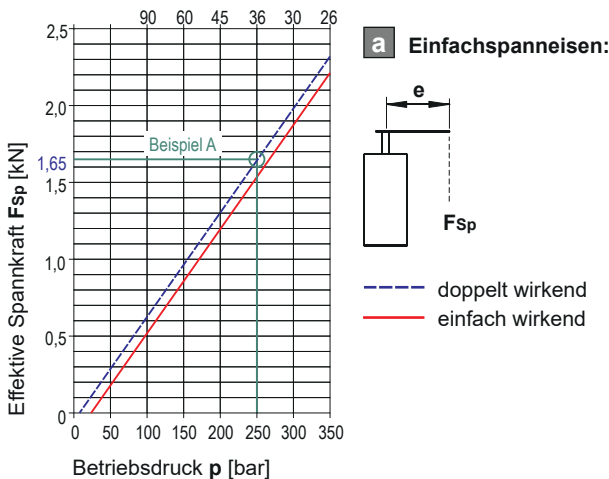 90 60 45 36 30 26
2,5
2,0
1,65
1,5
1,0
0,5
0
0 50 100 150 200 250 300 350
Effektive Spannkraft FSp [kN]
Betriebsdruck p [bar]
Beispiel A
a Einfachspanneisen:
e
FSp
doppelt wirkend
einfach wirkend